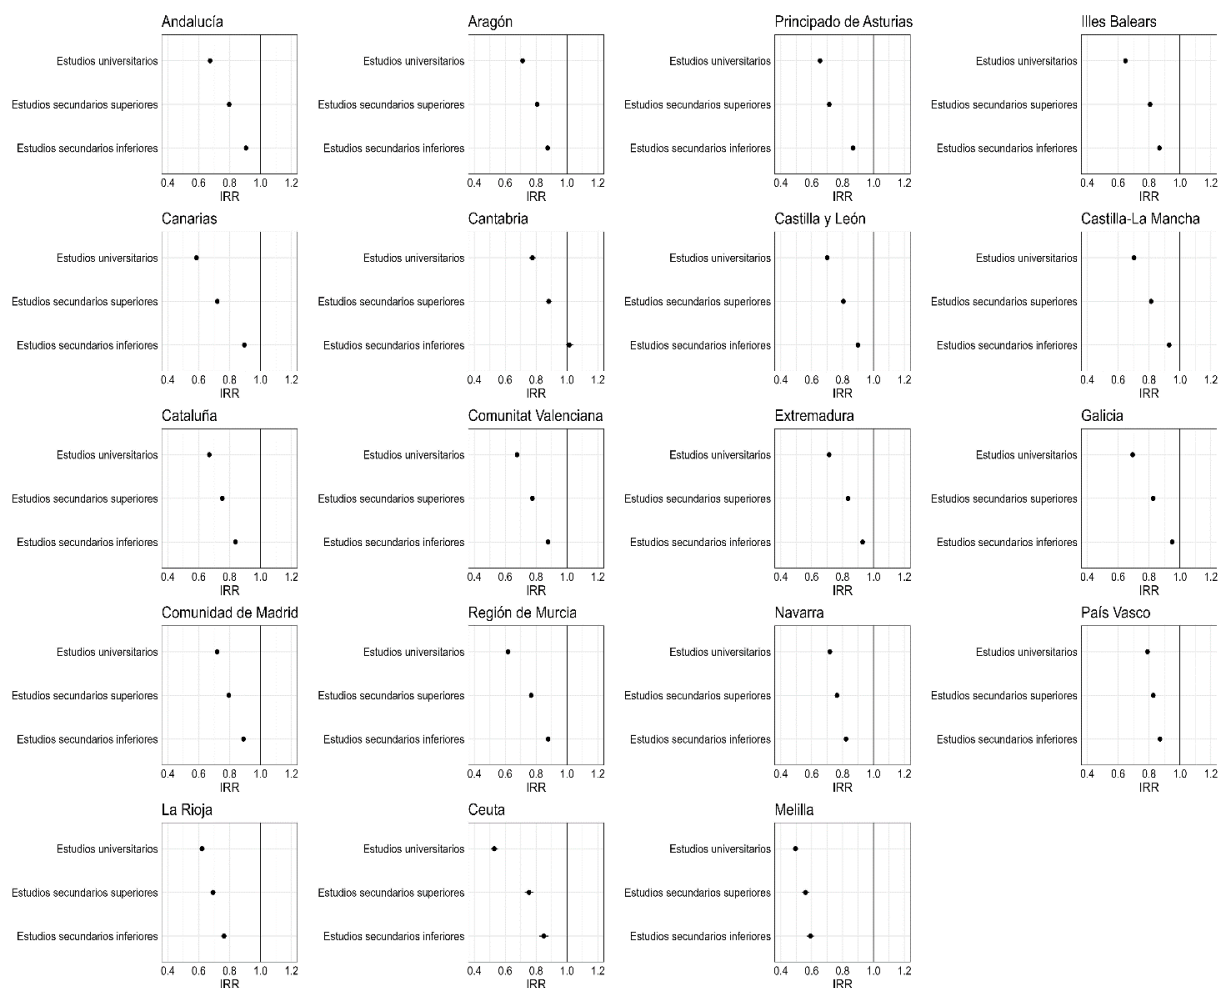 Andalucía
Estudios universitarios
Estudios secundarios superiores
Estudios secundarios inferiores
0.4 0.6 0.8 1.0 1.2
IRR
Aragón
Estudios universitarios
Estudios secundarios superiores
Estudios secundarios inferiores
0.4 0.6 0.8 1.0 1.2
IRR
Principado de Asturias
Estudios universitarios
Estudios secundarios superiores
Estudios secundarios inferiores
0.4 0.6 0.8 1.0 1.2
IRR
Illes Balears
Estudios universitarios
Estudios secundarios superiores
Estudios secundarios inferiores
0.4 0.6 0.8 1.0 1.2
IRR
Canarias
Estudios universitarios
Estudios secundarios superiores
Estudios secundarios inferiores
0.4 0.6 0.8 1.0 1.2
IRR
Cantabria
Estudios universitarios
Estudios secundarios superiores
Estudios secundarios inferiores
0.4 0.6 0.8 1.0 1.2
IRR
Castilla y León
Estudios universitarios
Estudios secundarios superiores
Estudios secundarios inferiores
0.4 0.6 0.8 1.0 1.2
IRR
Castilla-La Mancha
Estudios universitarios
Estudios secundarios superiores
Estudios secundarios inferiores
0.4 0.6 0.8 1.0 1.2
IRR
Cataluña
Estudios universitarios
Estudios secundarios superiores
Estudios secundarios inferiores
0.4 0.6 0.8 1.0 1.2
IRR
Comunitat Valenciana
Estudios universitarios
Estudios secundarios superiores
Estudios secundarios inferiores
0.4 0.6 0.8 1.0 1.2
IRR
Extremadura
Estudios universitarios
Estudios secundarios superiores
Estudios secundarios inferiores
0.4 0.6 0.8 1.0 1.2
IRR
Galicia
Estudios universitarios
Estudios secundarios superiores
Estudios secundarios inferiores
0.4 0.6 0.8 1.0 1.2
IRR
Comunidad de Madrid
Estudios universitarios
Estudios secundarios superiores
Estudios secundarios inferiores
0.4 0.6 0.8 1.0 1.2
IRR
Región de Murcia
Estudios universitarios
Estudios secundarios superiores
Estudios secundarios inferiores
0.4 0.6 0.8 1.0 1.2
IRR
Navarra
Estudios universitarios
Estudios secundarios superiores
Estudios secundarios inferiores
0.4 0.6 0.8 1.0 1.2
IRR
País Vasco
Estudios universitarios
Estudios secundarios superiores
Estudios secundarios inferiores
0.4 0.6 0.8 1.0 1.2
IRR
La Rioja
Estudios universitarios
Estudios secundarios superiores
Estudios secundarios inferiores
0.4 0.6 0.8 1.0 1.2
IRR
Ceuta
Estudios universitarios
Estudios secundarios superiores
Estudios secundarios inferiores
0.4 0.6 0.8 1.0 1.2
IRR
Melilla
Estudios universitarios
Estudios secundarios superiores
Estudios secundarios inferiores
0.4 0.6 0.8 1.0 1.2
IRR